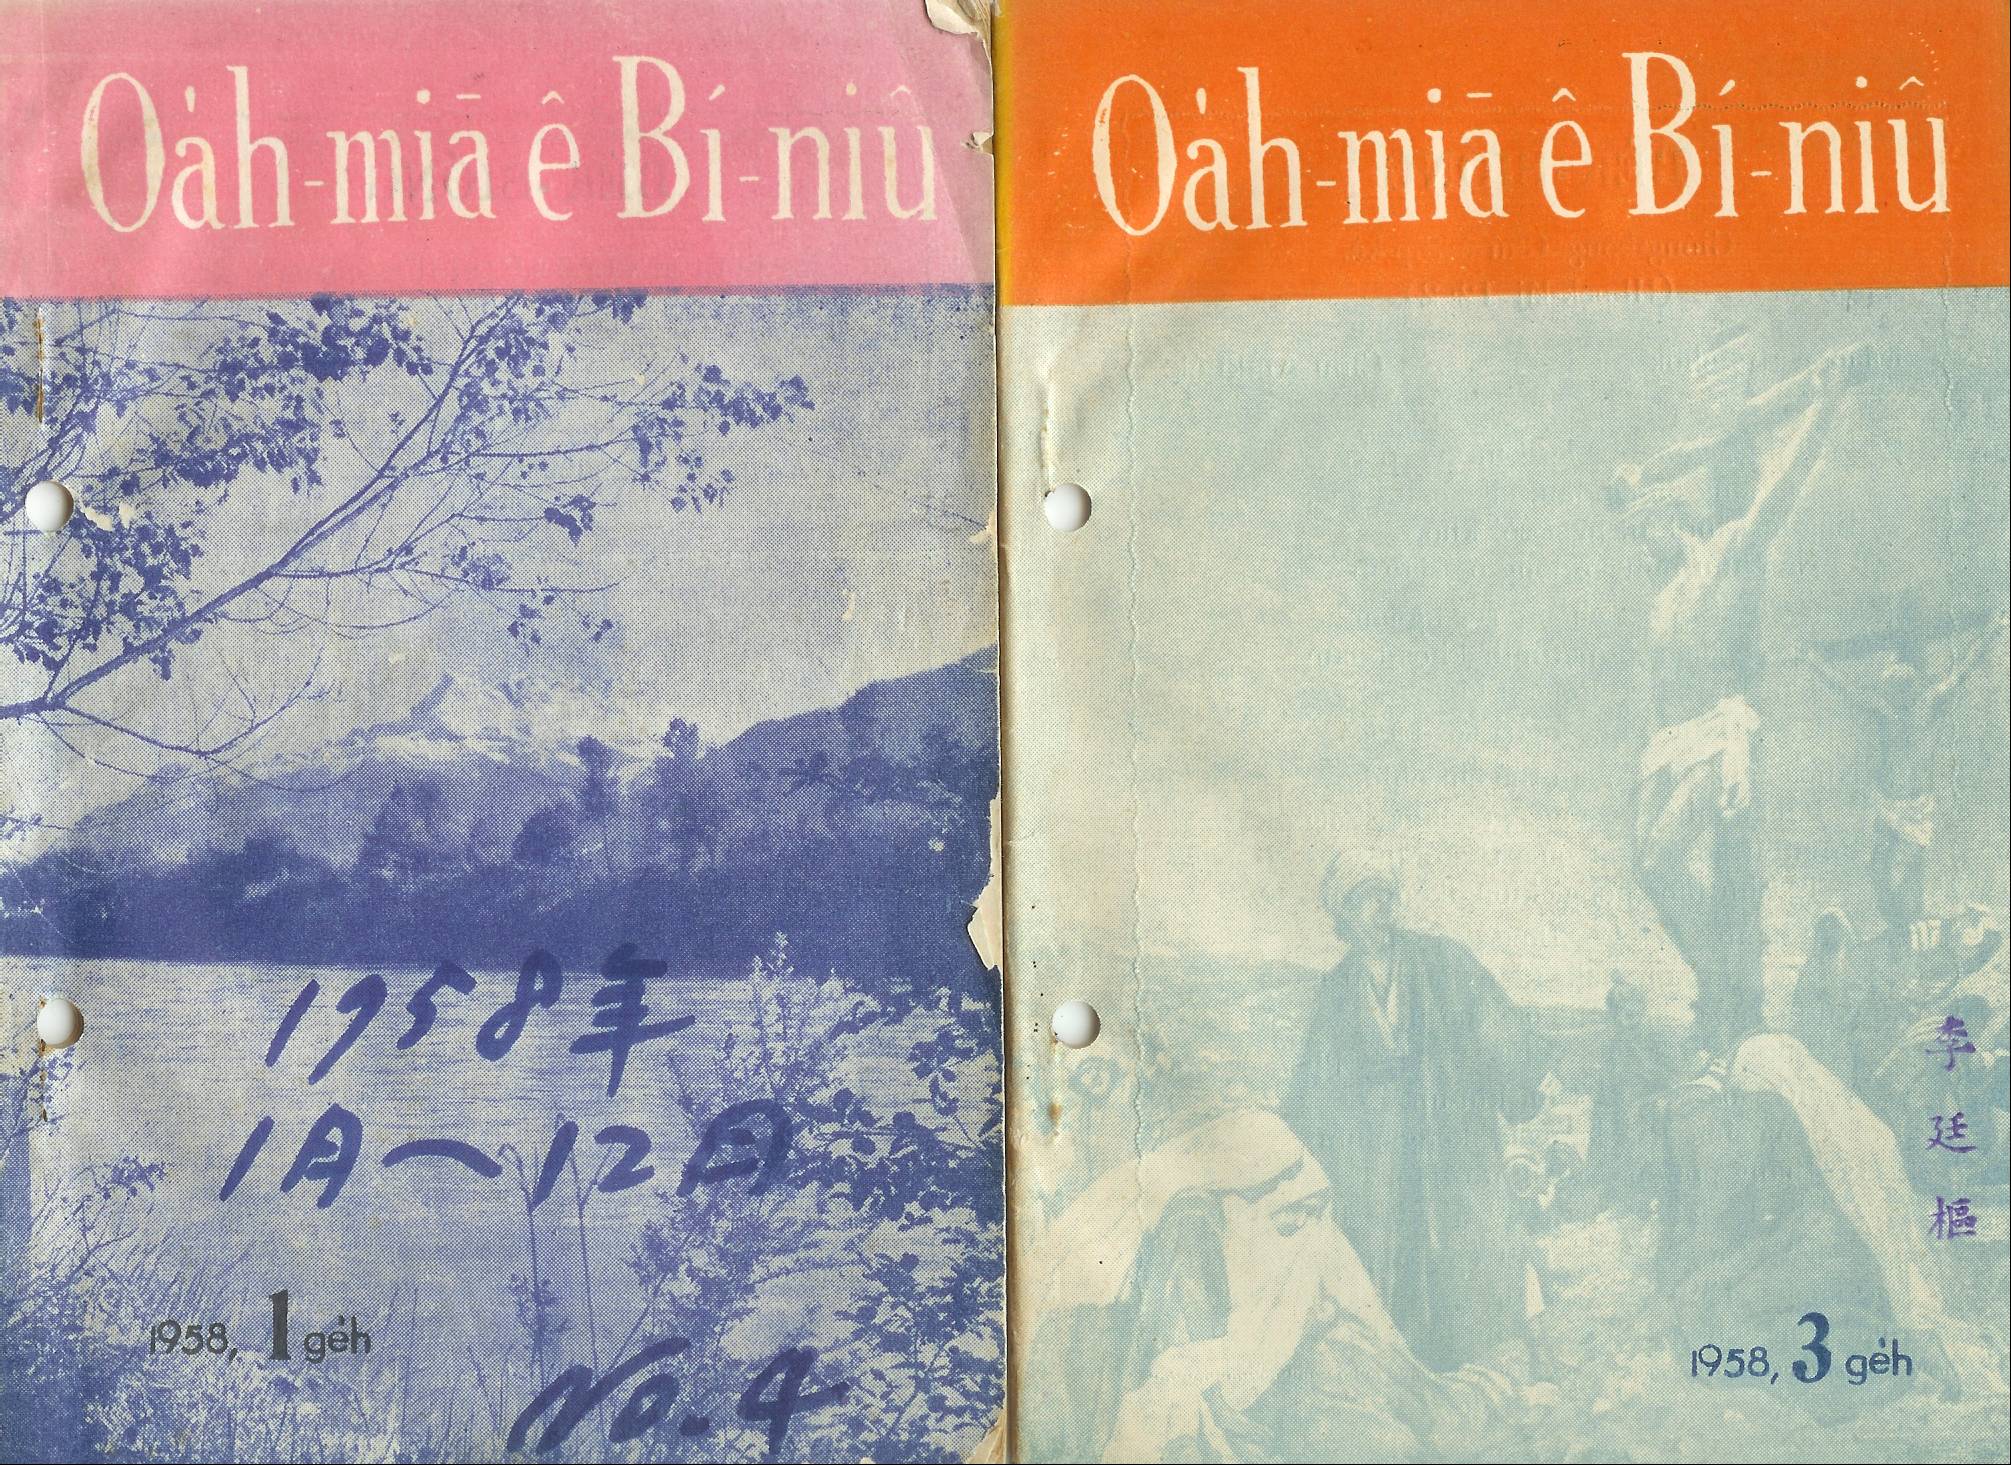 Oa̍h-miā ê Bí-niû
1958年
1月~12月
1958, 1 ge̍h
No. 4
Oa̍h-miā ê Bí-niû
李廷樞
1958, 3 ge̍h